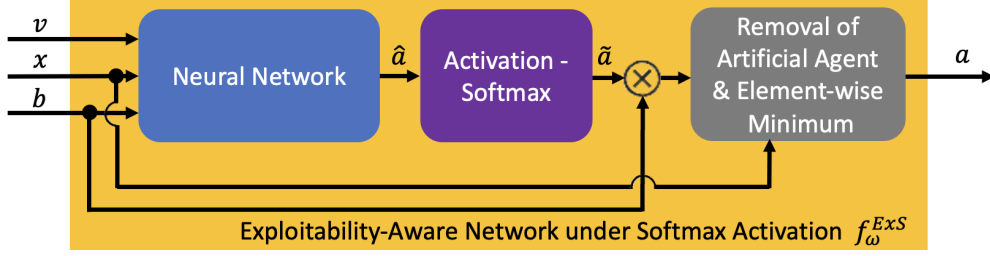 v
x
b
Neural Network
â
Activation -
Softmax
ã
Removal of
Artificial Agent
& Element-wise
Minimum
a
Exploitability-Aware Network under Softmax Activation f_ω^{ExS}